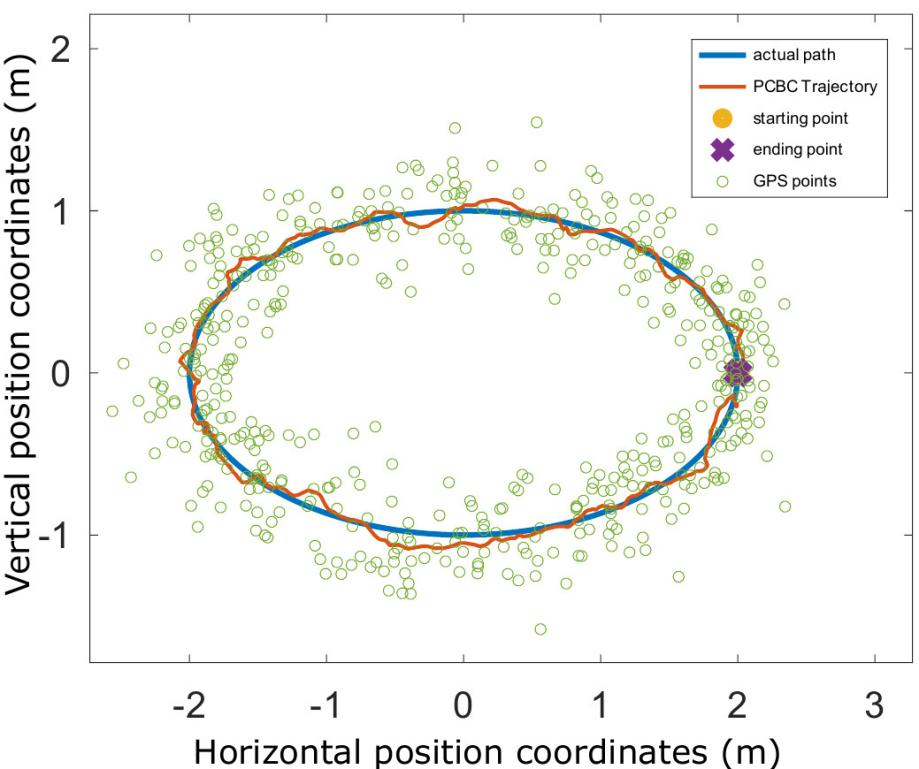 2
1
0
-1
-2
-1
0
1
2
3
Vertical position coordinates (m)
Horizontal position coordinates (m)
actual path
PCBC Trajectory
starting point
ending point
GPS points